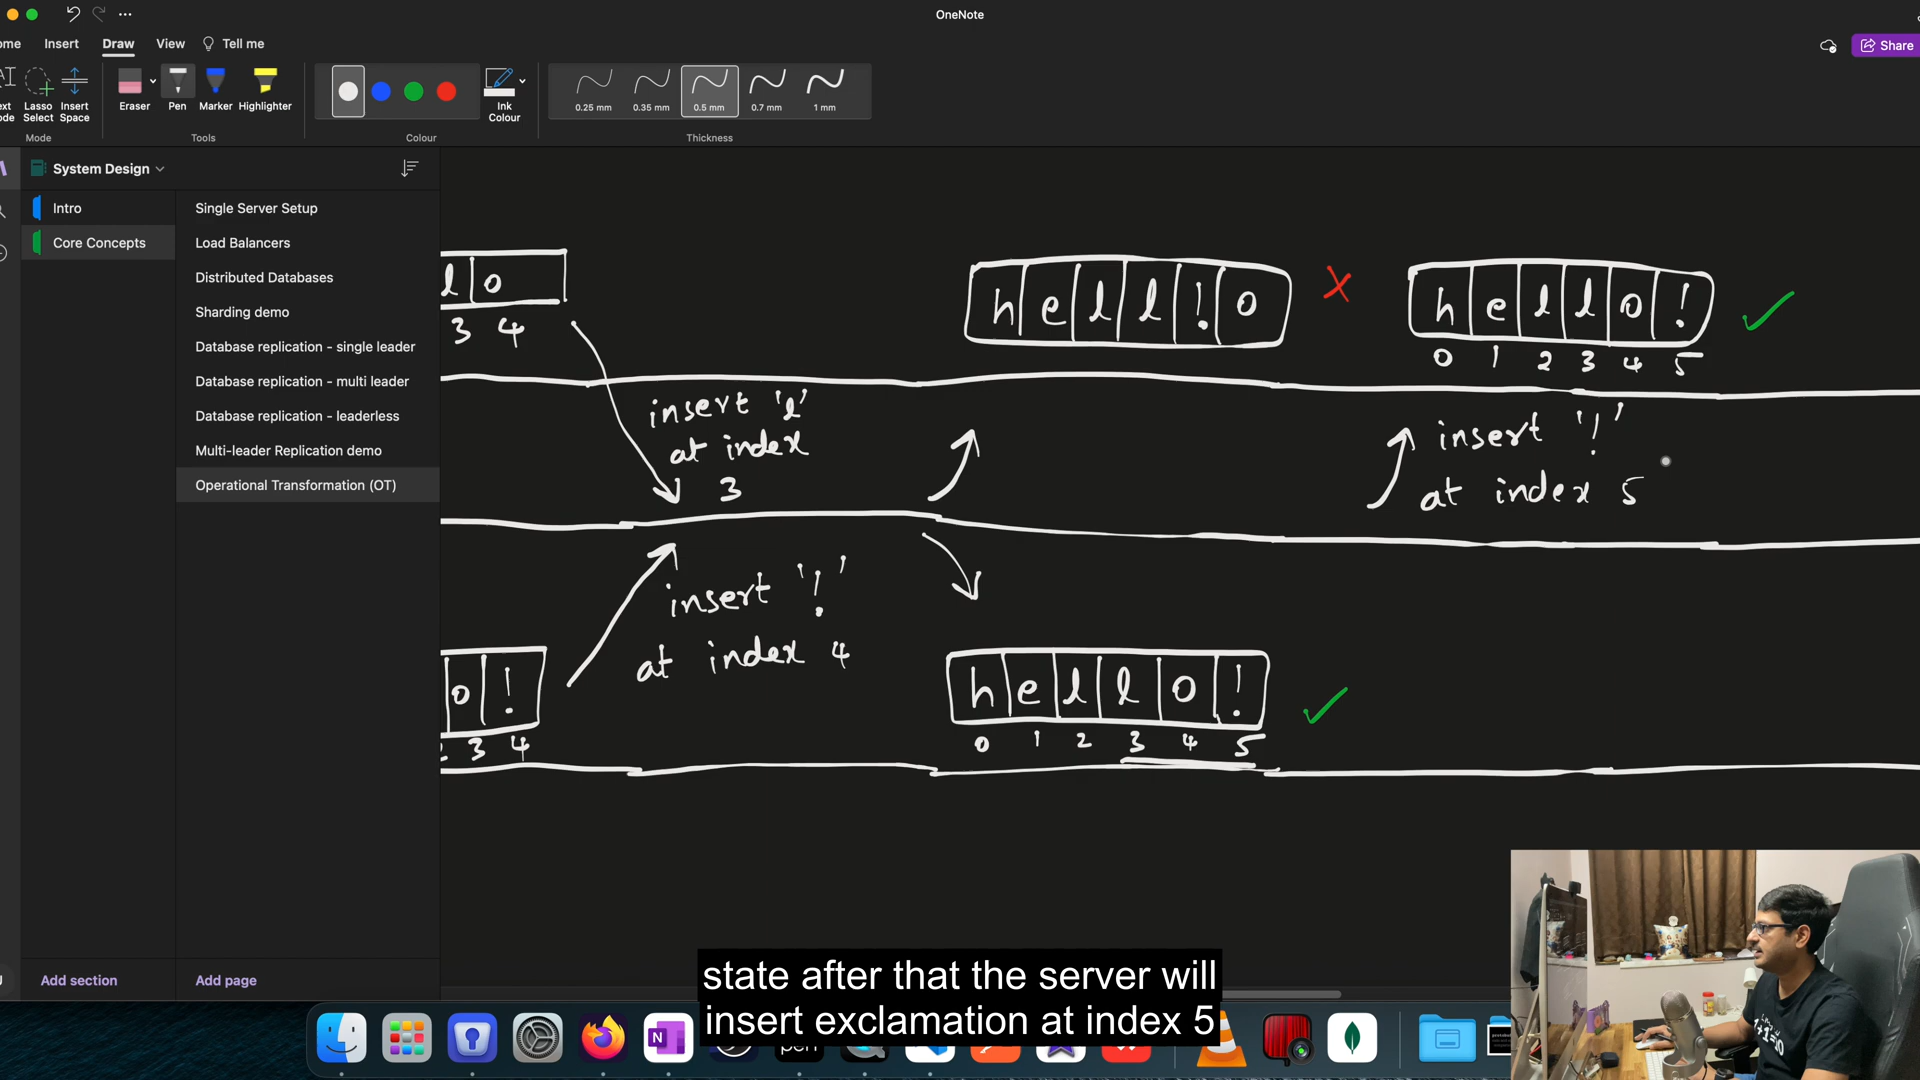 OneNote
ome Insert Draw View Tell me
Share
ext
ode
Lasso
Select
Insert
Space
Eraser
Pen
Marker
Highlighter
Ink
Colour
0.25 mm
0.35 mm
0.5 mm
0.7 mm
1 mm
Mode
Tools
Colour
Thickness
System Design
Intro
Core Concepts
Single Server Setup
Load Balancers
Distributed Databases
Sharding demo
Database replication - single leader
Database replication - multi leader
Database replication - leaderless
Multi-leader Replication demo
Operational Transformation (OT)
Add section
Add page
l o
3 4
h e l l ! o X
h e l l o !
0 1 2 3 4 5
insert 'l'
at index
3
insert '!'
at index 5
insert '!'
at index 4
o !
3 4
h e l l o !
0 1 2 3 4 5
state after that the server will
insert exclamation at index 5